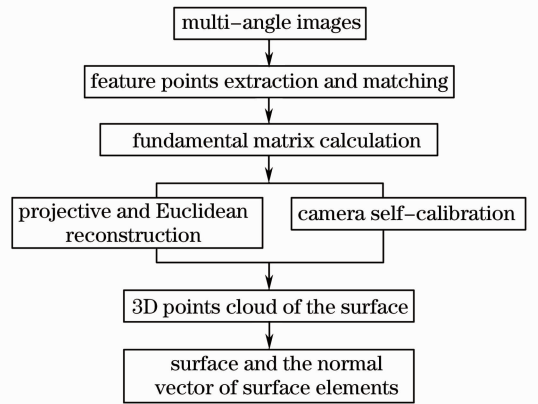 multi-angle images
feature points extraction and matching
fundamental matrix calculation
projective and Euclidean
reconstruction
camera self-calibration
3D points cloud of the surface
surface and the normal
vector of surface elements